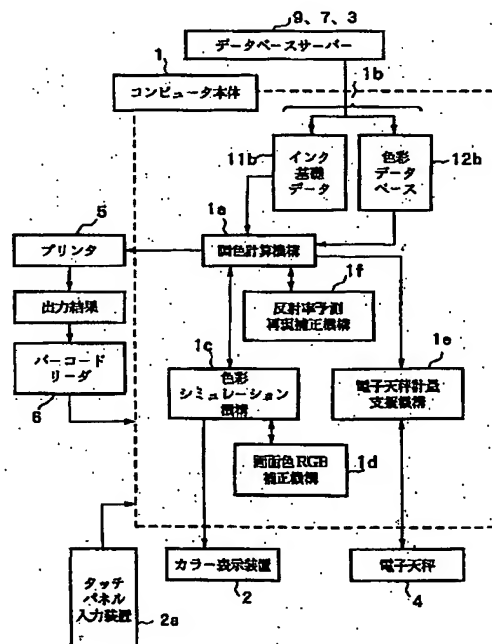 9、7、3
データベースサーバー
1
コンピュータ本体
1b
11b
インク
基礎
データ
色彩
データ
ベース
12b
1a
調色計算機構
5
プリンタ
出力結果
バーコード
リーダ
6
1f
反射率予測
再現補正機構
1c
色彩
シミュレーション
機構
1e
電子天秤計量
支援機構
画面色RGB
補正機構
1d
タッチ
パネル
入力装置
2a
カラー表示装置
2
電子天秤
4